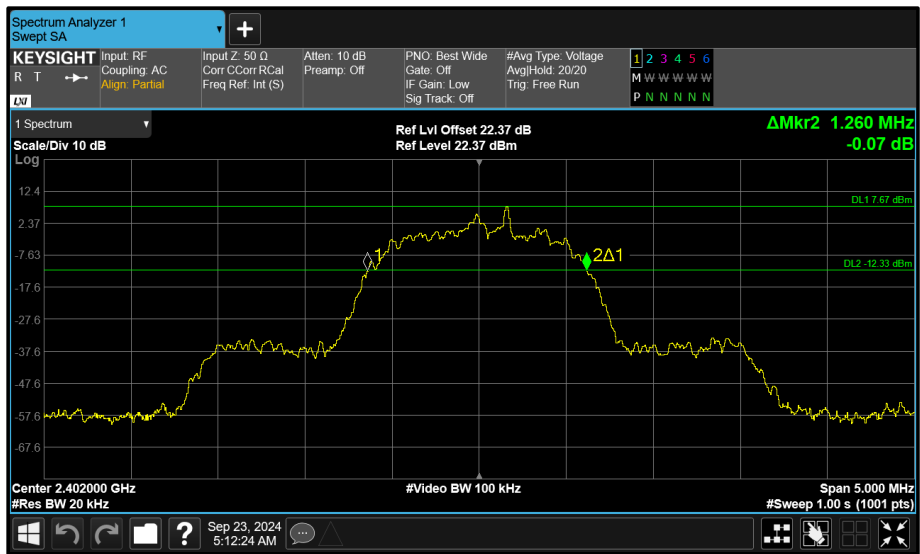 Spectrum Analyzer 1
Swept SA
+
KEYSIGHT
R T
LXI
Input: RF
Coupling: AC
Align: Partial
Input Z: 50 Ω
Corr CCorr RCal
Freq Ref: Int (S)
Atten: 10 dB
Preamp: Off
PNO: Best Wide
Gate: Off
IF Gain: Low
Sig Track: Off
#Avg Type: Voltage
Avg|Hold: 20/20
Trig: Free Run
1 2 3 4 5 6
M W W W W W
P N N N N N
1 Spectrum
Scale/Div 10 dB
Ref Lvl Offset 22.37 dB
Ref Level 22.37 dBm
ΔMkr2 1.260 MHz
-0.07 dB
Log
12.4
DL1 7.67 dBm
2.37
-7.63
1
2Δ1
DL2 -12.33 dBm
-17.6
-27.6
-37.6
-47.6
-57.6
-67.6
Center 2.402000 GHz
#Video BW 100 kHz
Span 5.000 MHz
#Res BW 20 kHz
#Sweep 1.00 s (1001 pts)
?
Sep 23, 2024
5:12:24 AM